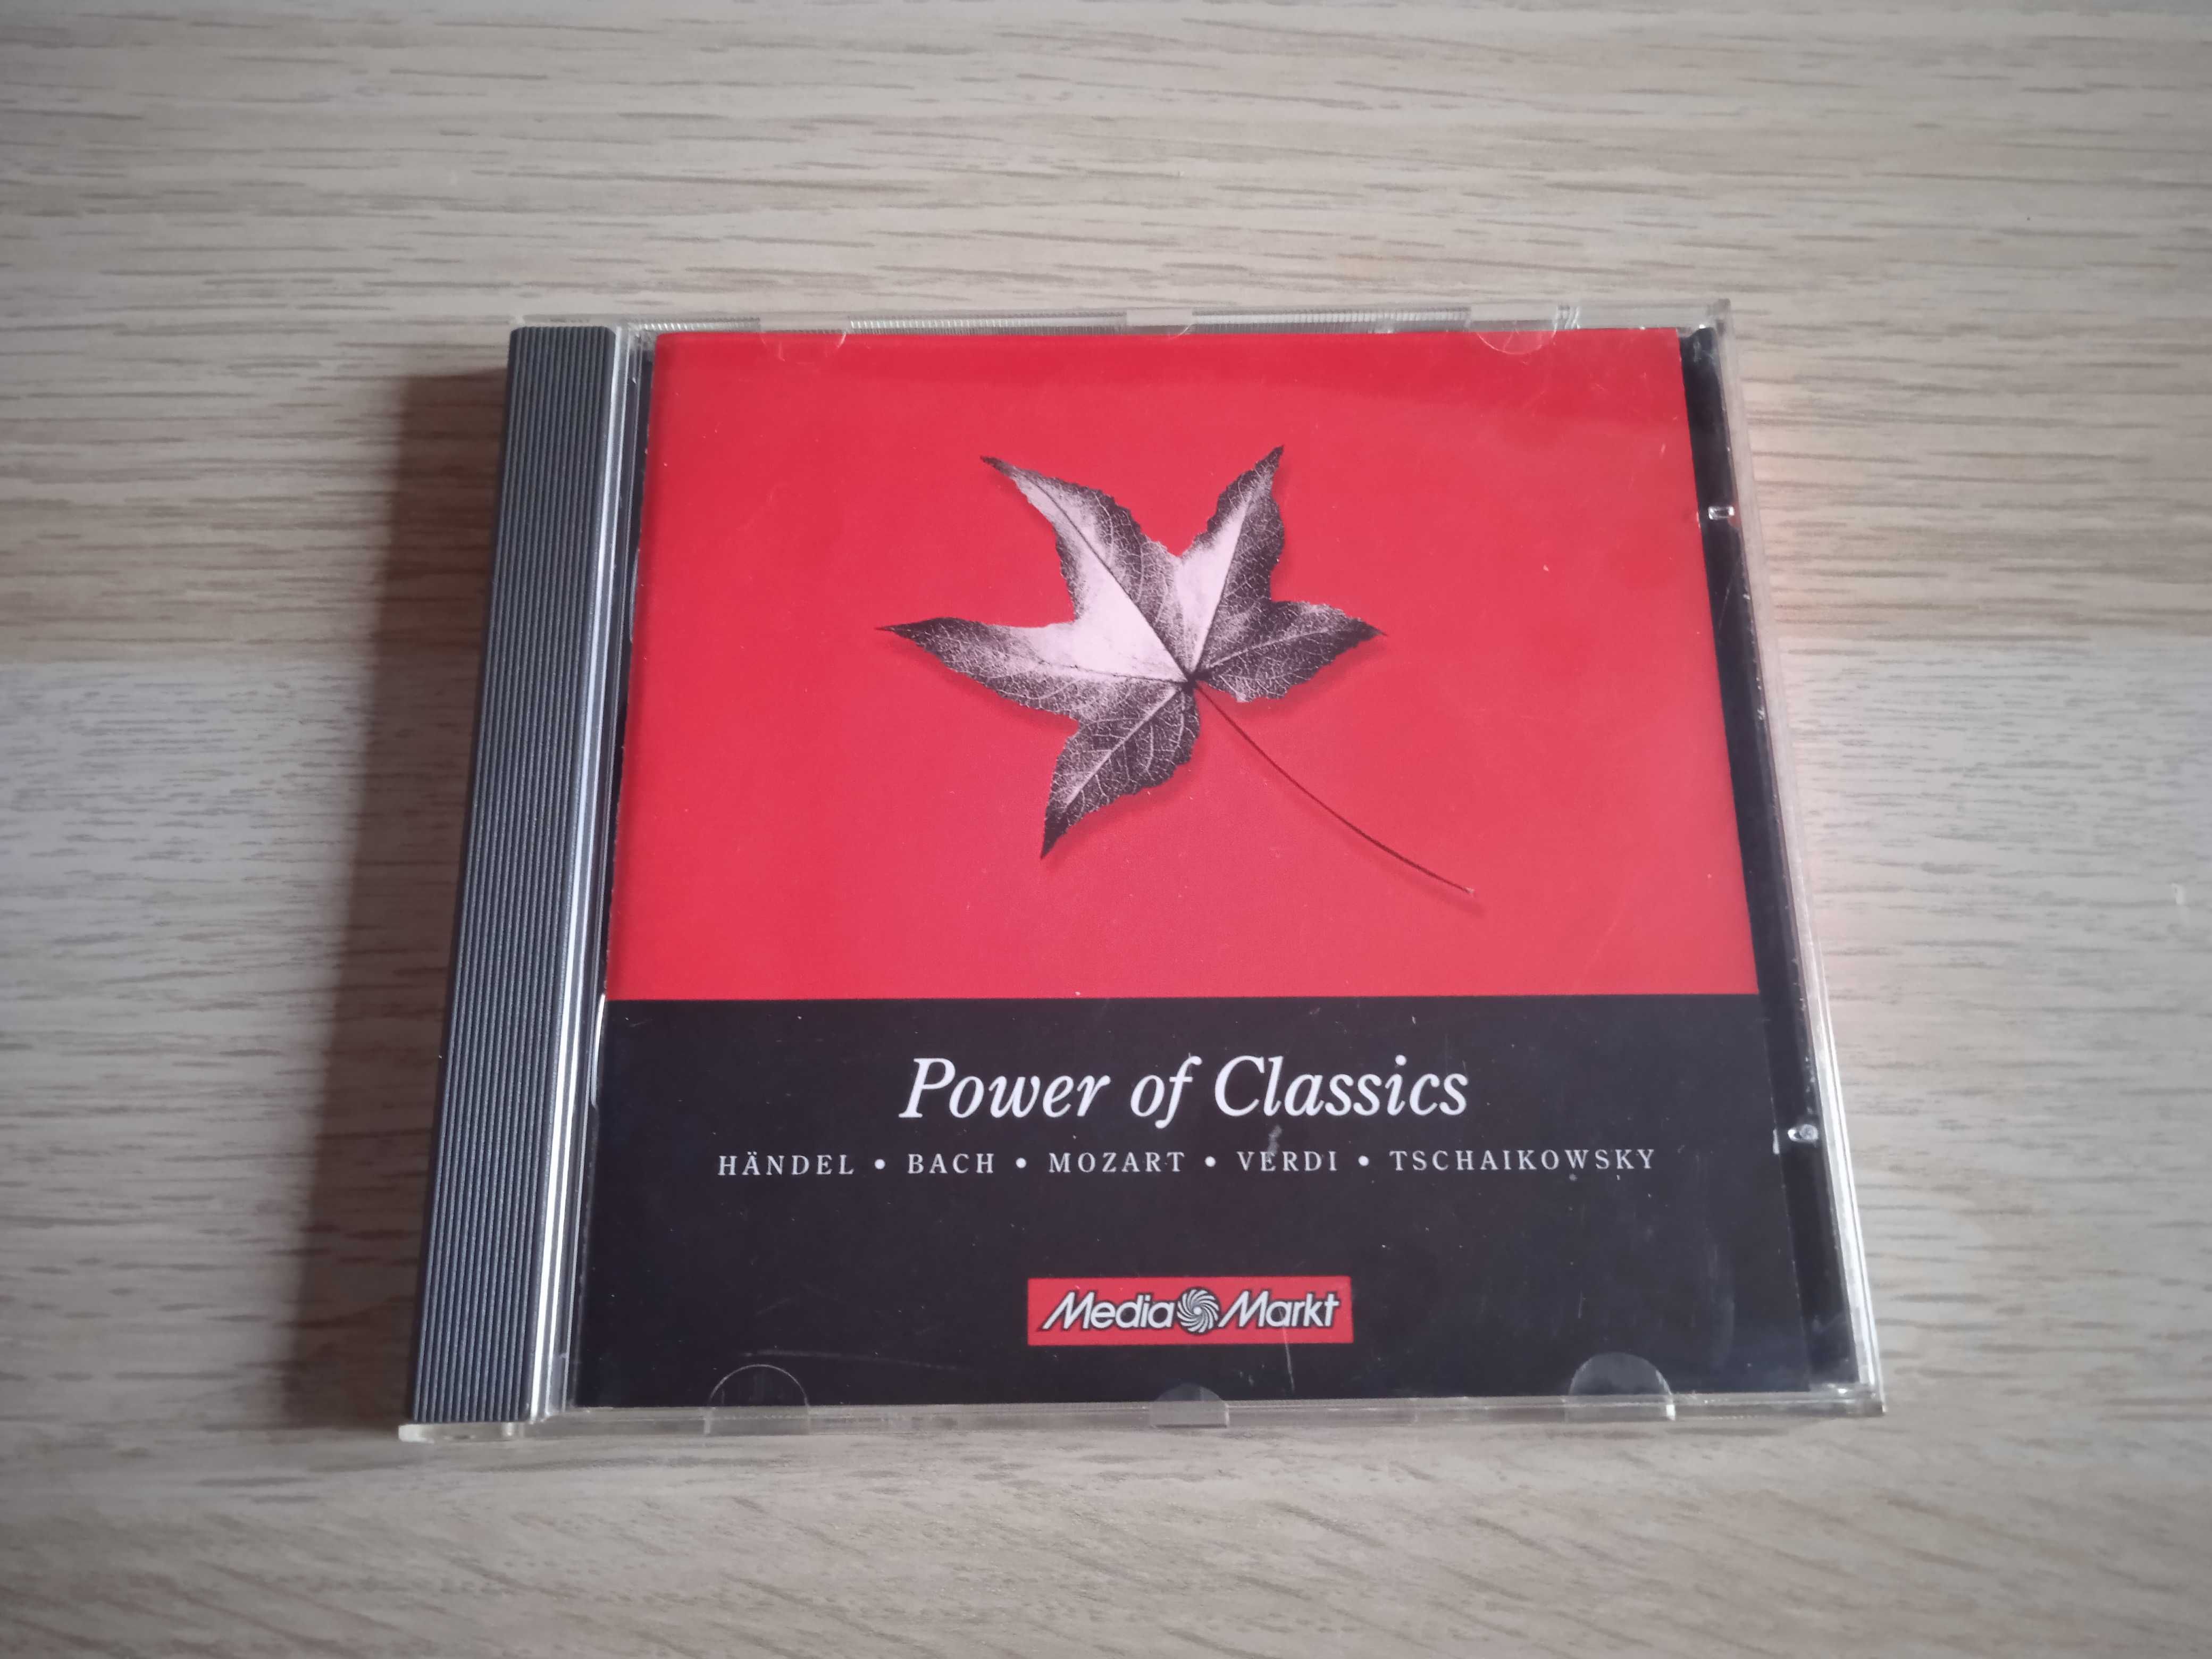 Power of Classics
HÄNDEL • BACH • MOZART • VERDI • TSCHAIKOWSKY
Media Markt